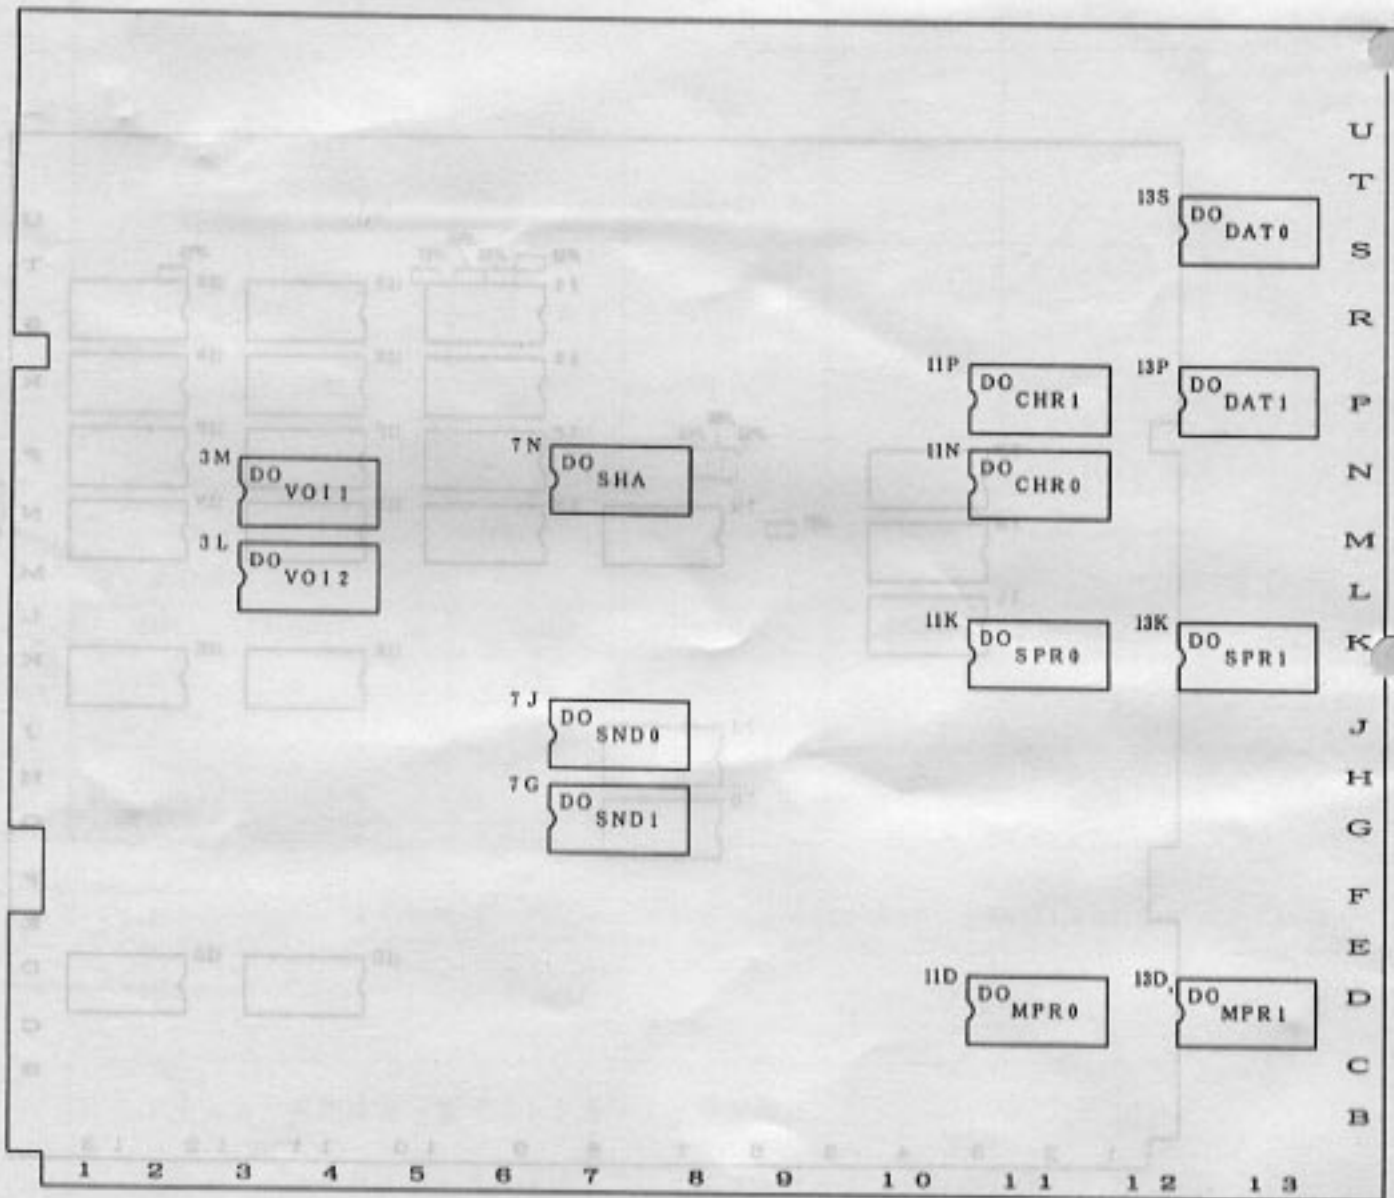 U
T
13S
DO DAT0
S
R
11P
DO CHR1
13P
DO DAT1
P
3M
DO VOI1
7N
DO SHA
11N
DO CHR0
N
M
3L
DO VOI2
L
11K
DO SPR0
13K
DO SPR1
K
7J
DO SND0
J
H
7G
DO SND1
G
F
E
11D
DO MPR0
13D
DO MPR1
D
C
B
1 2 3 4 5 6 7 8 9 10 11 12 13